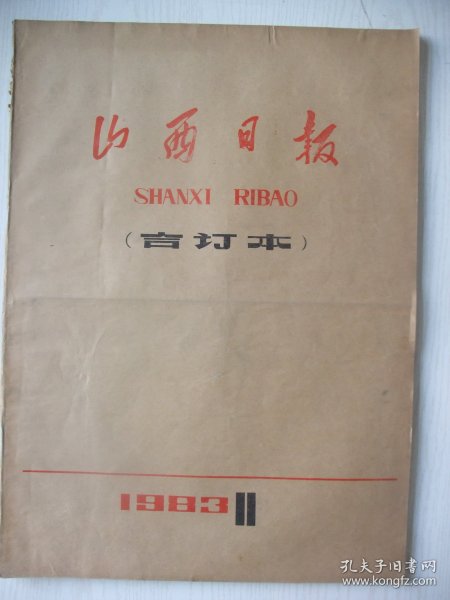 山西日报
SHANXI RIBAO
(合订本)
1983 11
孔夫子旧书网
www.kongfz.com